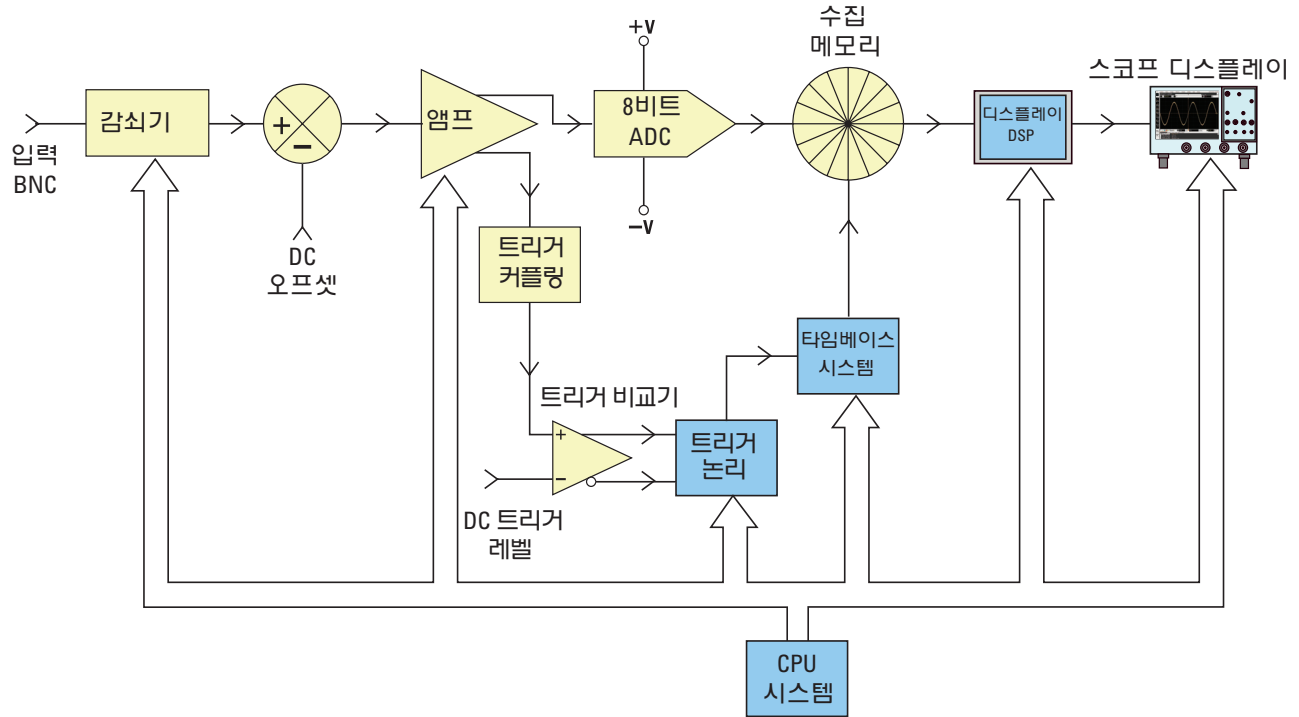 수집
메모리
스코프 디스플레이
+V
감쇠기
+
−
앰프
8비트
ADC
디스플레이
DSP
입력
BNC
−V
DC
오프셋
트리거
커플링
타임베이스
시스템
트리거 비교기
+
−
트리거
논리
DC 트리거
레벨
CPU
시스템